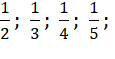 1/2 ; 1/3 ; 1/4 ; 1/5 ;